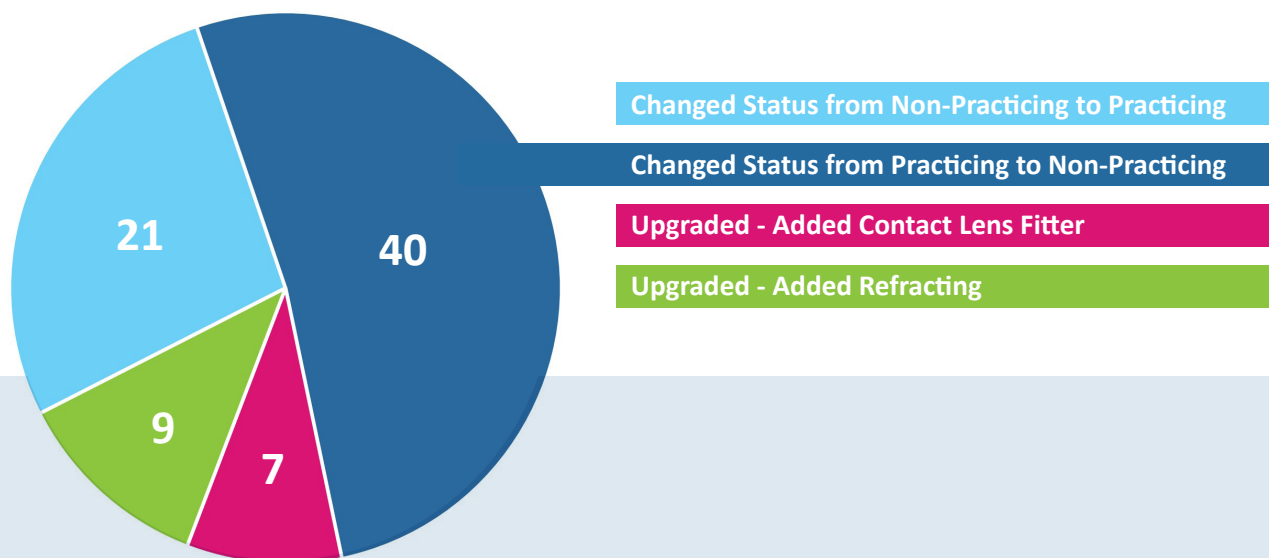 Changed Status from Non-Practicing to Practicing
Changed Status from Practicing to Non-Practicing
Upgraded - Added Contact Lens Fitter
Upgraded - Added Refracting
21
40
9
7